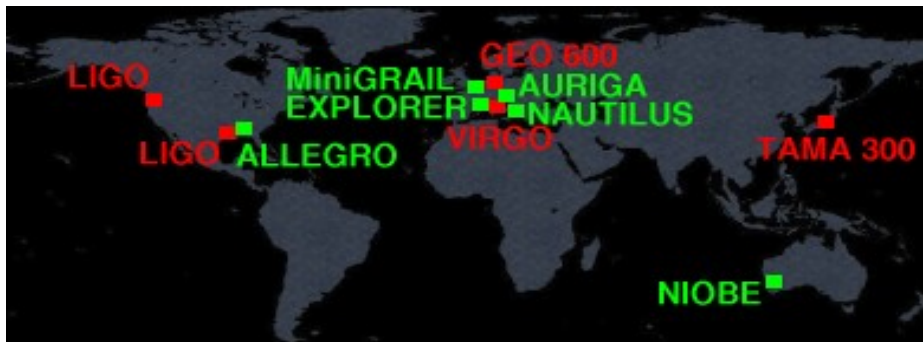 GEO 600
LIGO
MiniGRAIL
AURIGA
EXPLORER
NAUTILUS
VIRGO
LIGO
ALLEGRO
TAMA 300
NIOBE